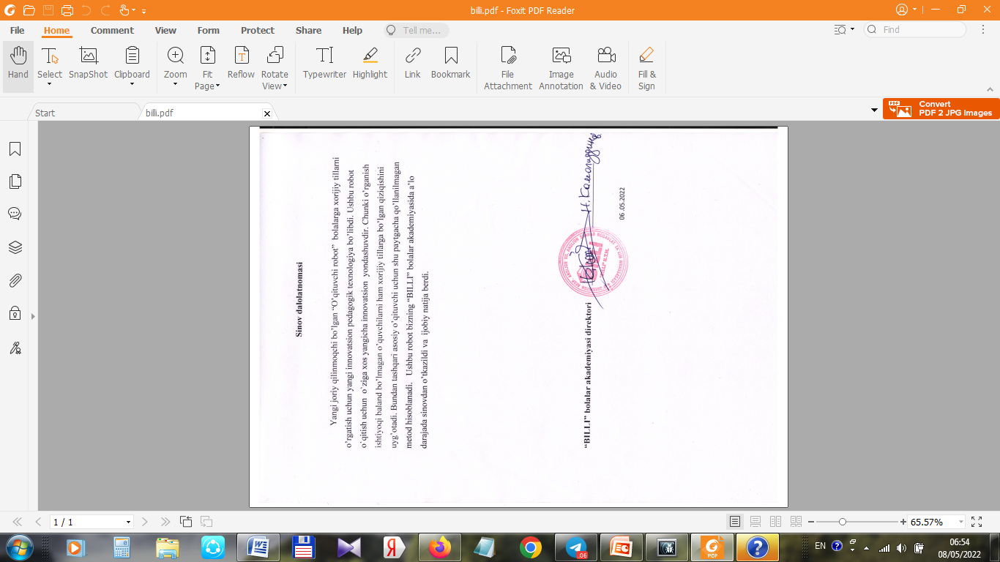 billi.pdf - Foxit PDF Reader
File Home Comment View Form Protect Share Help Tell me... Find
Hand Select SnapShot Clipboard Zoom Fit Page Reflow Rotate View Typewriter Highlight Link Bookmark File Attachment Image Annotation Audio & Video Fill & Sign
Start billi.pdf
Convert
PDF 2 JPG Images
Sinov dalolatnomasi
Yangi joriy qilinmoqchi bo’lgan “O’qituvchi robot” bolalarga xorijiy tillarni
o’rgatish uchun yangi innovatsion pedagogik texnologiya bo’libdi. Ushbu robot
o`qitish uchun o`ziga xos yangicha innovatsion yondashuvdir. Chunki o’rganish
ishtiyoqi baland bo’lmagan o’quvchilarni ham xorijiy tillarga bo’lgan qiziqishini
uyg’otadi. Bundan tashqari asosiy o’qituvchi uchun shu paytgacha qo’llanilmagan
metod hisoblanadi. Ushbu robot bizning “BILLI” bolalar akademiyasida a’lo
darajada sinovdan o’tkazildi va ijobiy natija berdi.
“BILLI” bolalar akademiyasi direktori
06 .05.2022
1 / 1
65.57%
EN
06:54
08/05/2022